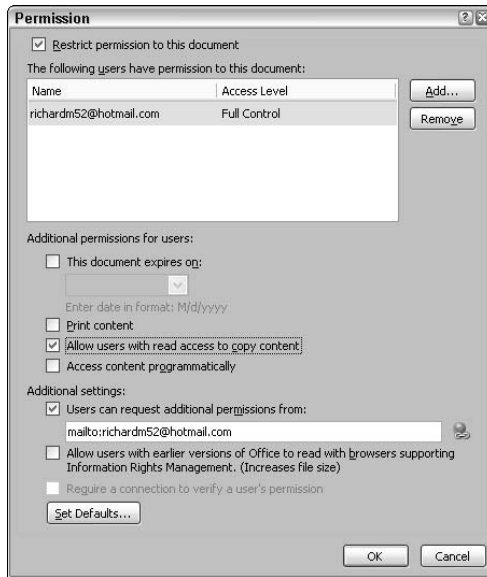 Permission
Restrict permission to this document
The following users have permission to this document:
Name Access Level
richardm52@hotmail.com Full Control
Add...
Remove
Additional permissions for users:
This document expires on:
Enter date in format: M/d/yyyy
Print content
Allow users with read access to copy content
Access content programmatically
Additional settings:
Users can request additional permissions from:
mailto:richardm52@hotmail.com
Allow users with earlier versions of Office to read with browsers supporting
Information Rights Management. (Increases file size)
Require a connection to verify a user's permission
Set Defaults...
OK Cancel